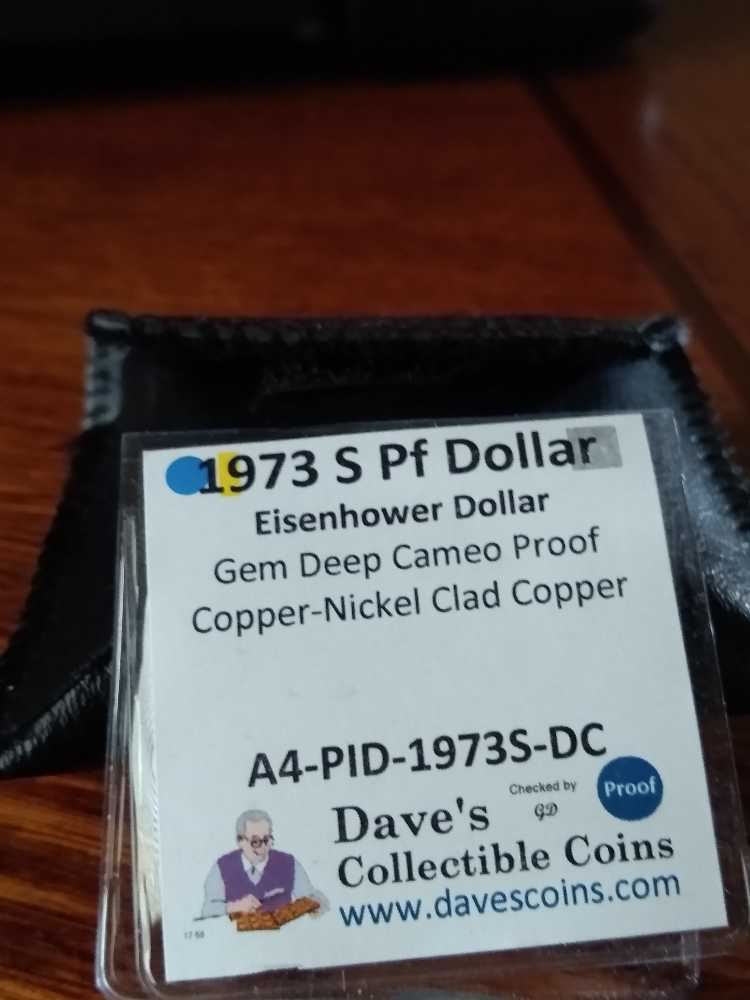 1973 S Pf Dollar
Eisenhower Dollar
Gem Deep Cameo Proof
Copper-Nickel Clad Copper
A4-PID-1973S-DC
Checked by
GD
Proof
Dave's
Collectible Coins
www.davescoins.com